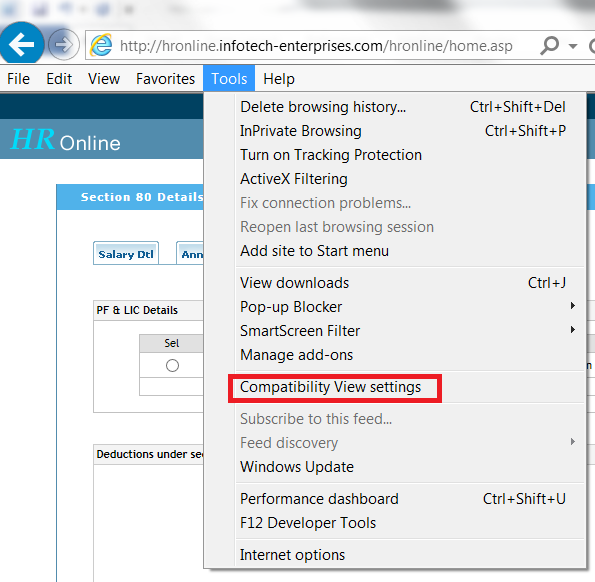 http://hronline.infotech-enterprises.com/hronline/home.asp
File Edit View Favorites Tools Help
HR Online
Section 80 Details
Salary Dtl Ann
PF & LIC Details
Sel
n
Deductions under se
Delete browsing history... Ctrl+Shift+Del
InPrivate Browsing Ctrl+Shift+P
Turn on Tracking Protection
ActiveX Filtering
Fix connection problems...
Reopen last browsing session
Add site to Start menu
View downloads Ctrl+J
Pop-up Blocker
SmartScreen Filter
Manage add-ons
Compatibility View settings
Subscribe to this feed...
Feed discovery
Windows Update
Performance dashboard Ctrl+Shift+U
F12 Developer Tools
Internet options